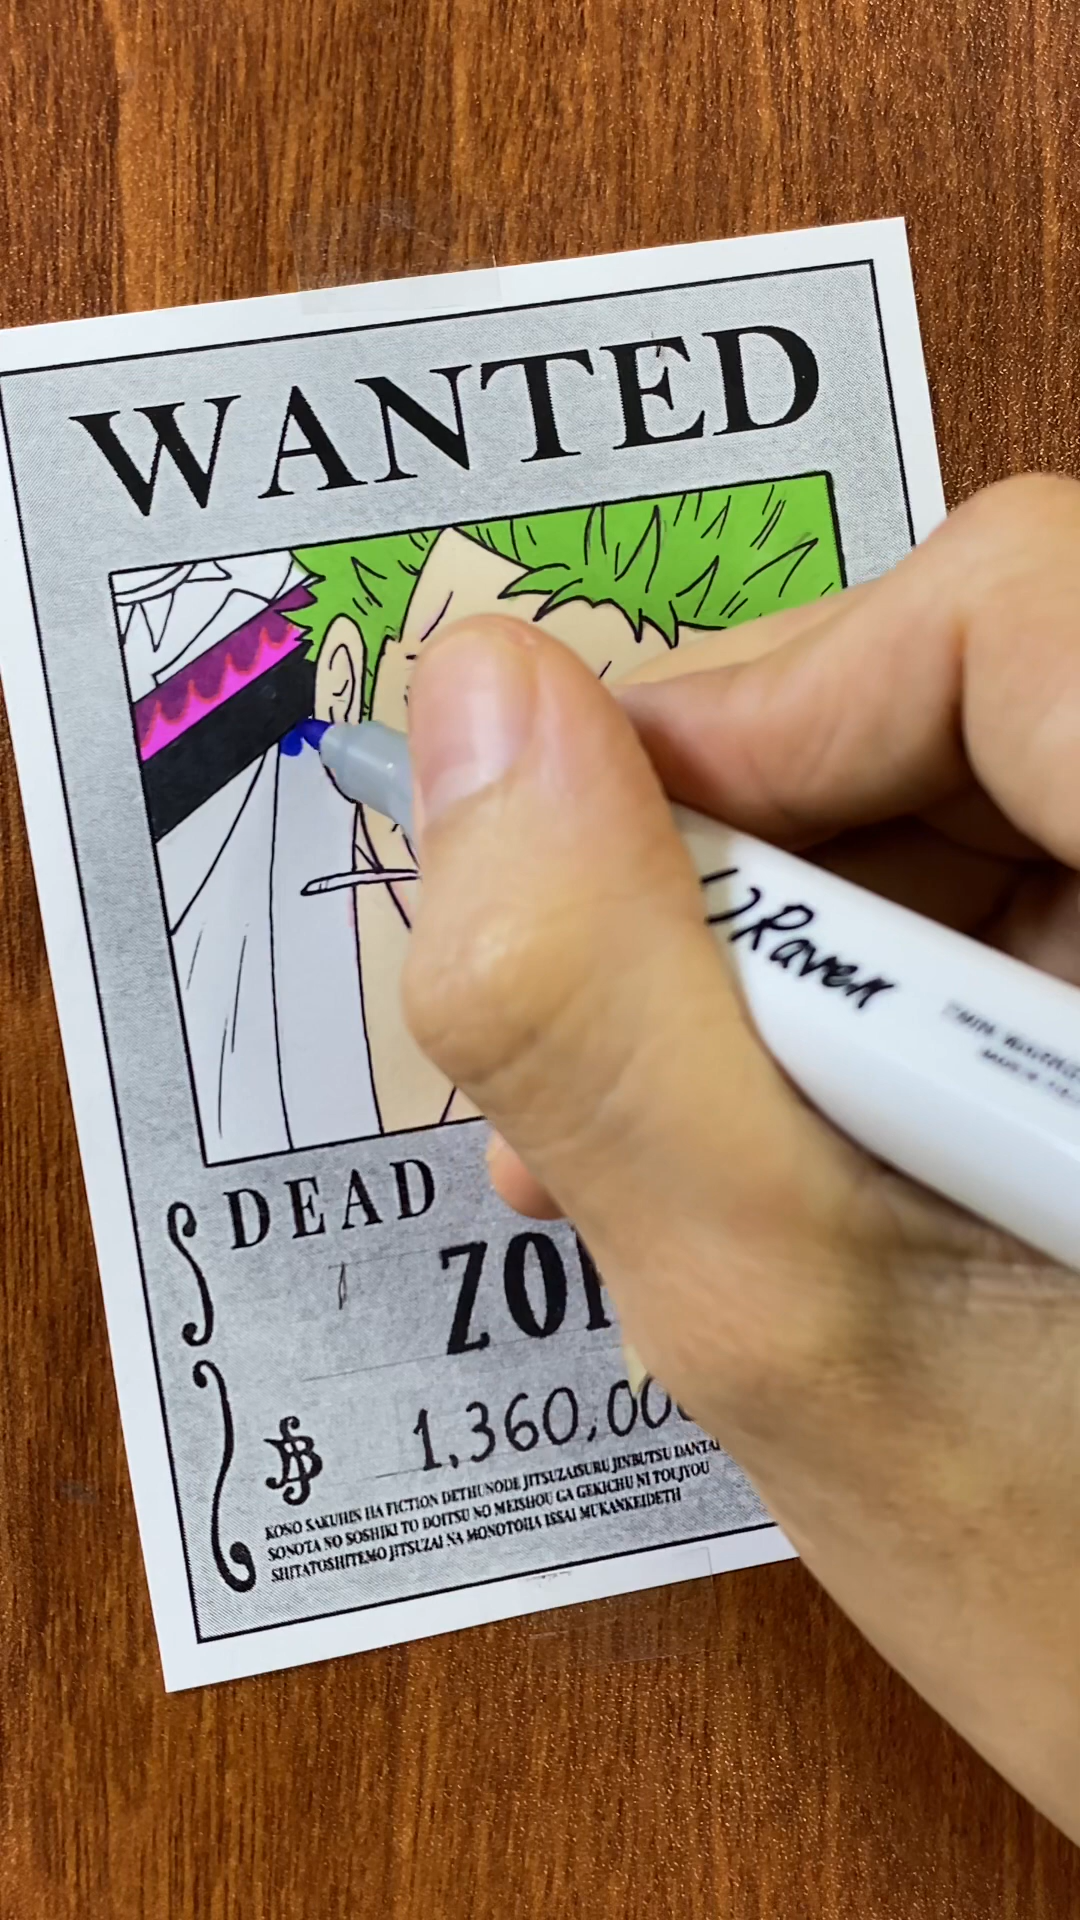 WANTED
DEAD
ZO
1,360,00
KONO SAKUHIN HA FICTION DETHUNODE JITSUZAISURU JINBUTSU DANTAI
SONOTA NO SOSHIKI TO DOITSU NO MEISHOU GA GEKICHU NI TOUJYOU
SHITATOSHITEMO JITSUZAI NA MONOTOHA ISSAI MUKANKEIDETH
Raven